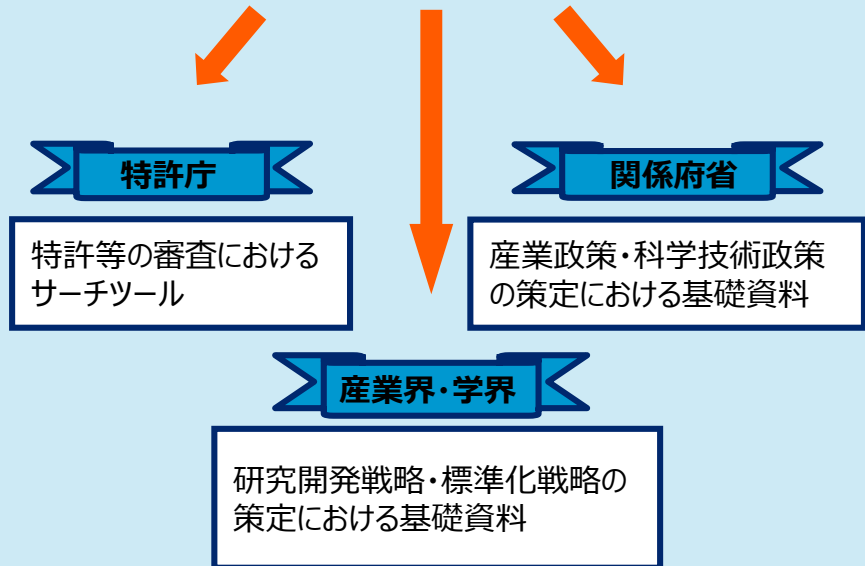 特許庁
特許等の審査における
サーチツール
関係府省
産業政策・科学技術政策
の策定における基礎資料
産業界・学界
研究開発戦略・標準化戦略の
策定における基礎資料